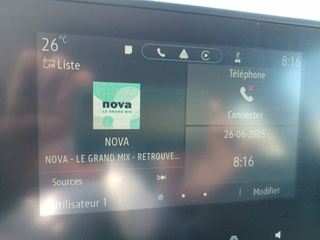 26°C
8:16
Liste
Téléphone
nova
LE GRAND MIX
Connecter
NOVA
26-06-2025
NOVA - LE GRAND MIX - RETROUVE...
8:16
Sources
Utilisateur 1
Modifier